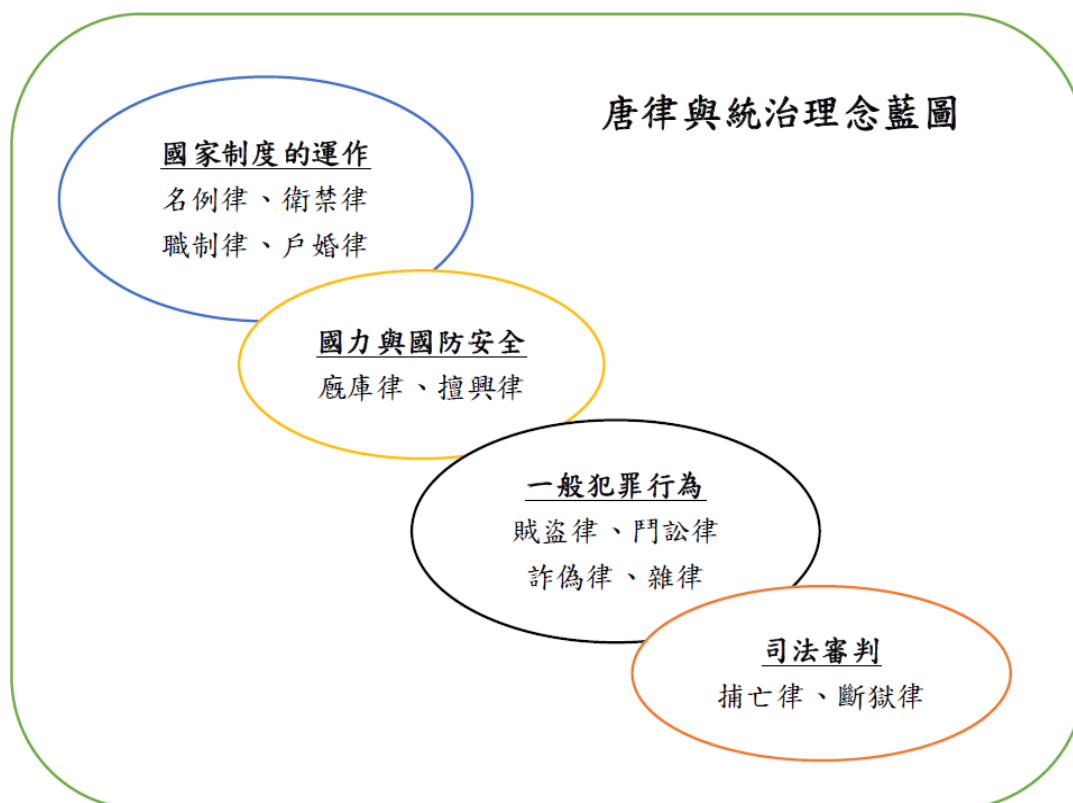 唐律與統治理念藍圖
國家制度的運作
名例律、衛禁律
職制律、戶婚律
國力與國防安全
廄庫律、擅興律
一般犯罪行為
賊盜律、鬥訟律
詐偽律、雜律
司法審判
捕亡律、斷獄律